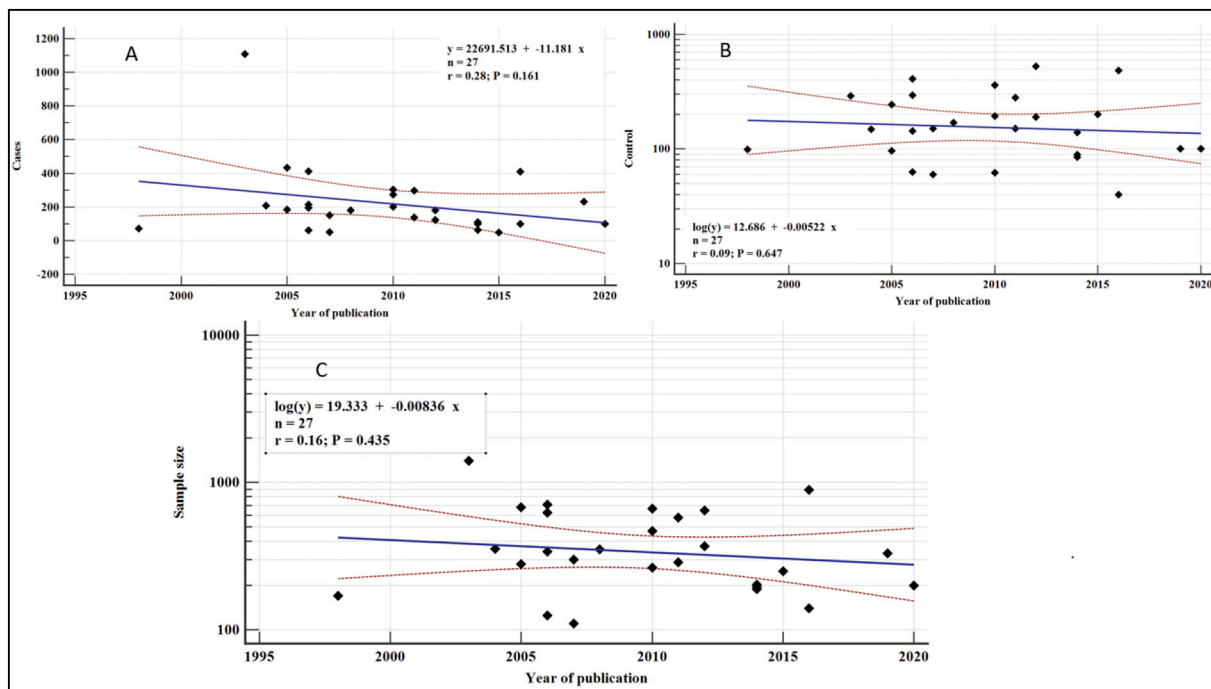 A
y = 22691.513 + -11.181 x
n = 27
r = 0.28; P = 0.161
1200
1000
800
600
400
200
0
-200
Cases
1995 2000 2005 2010 2015 2020
Year of publication
B
1000
100
10
Control
log(y) = 12.686 + -0.00522 x
n = 27
r = 0.09; P = 0.647
1995 2000 2005 2010 2015 2020
Year of publication
C
10000
1000
100
Sample size
log(y) = 19.333 + -0.00836 x
n = 27
r = 0.16; P = 0.435
1995 2000 2005 2010 2015 2020
Year of publication